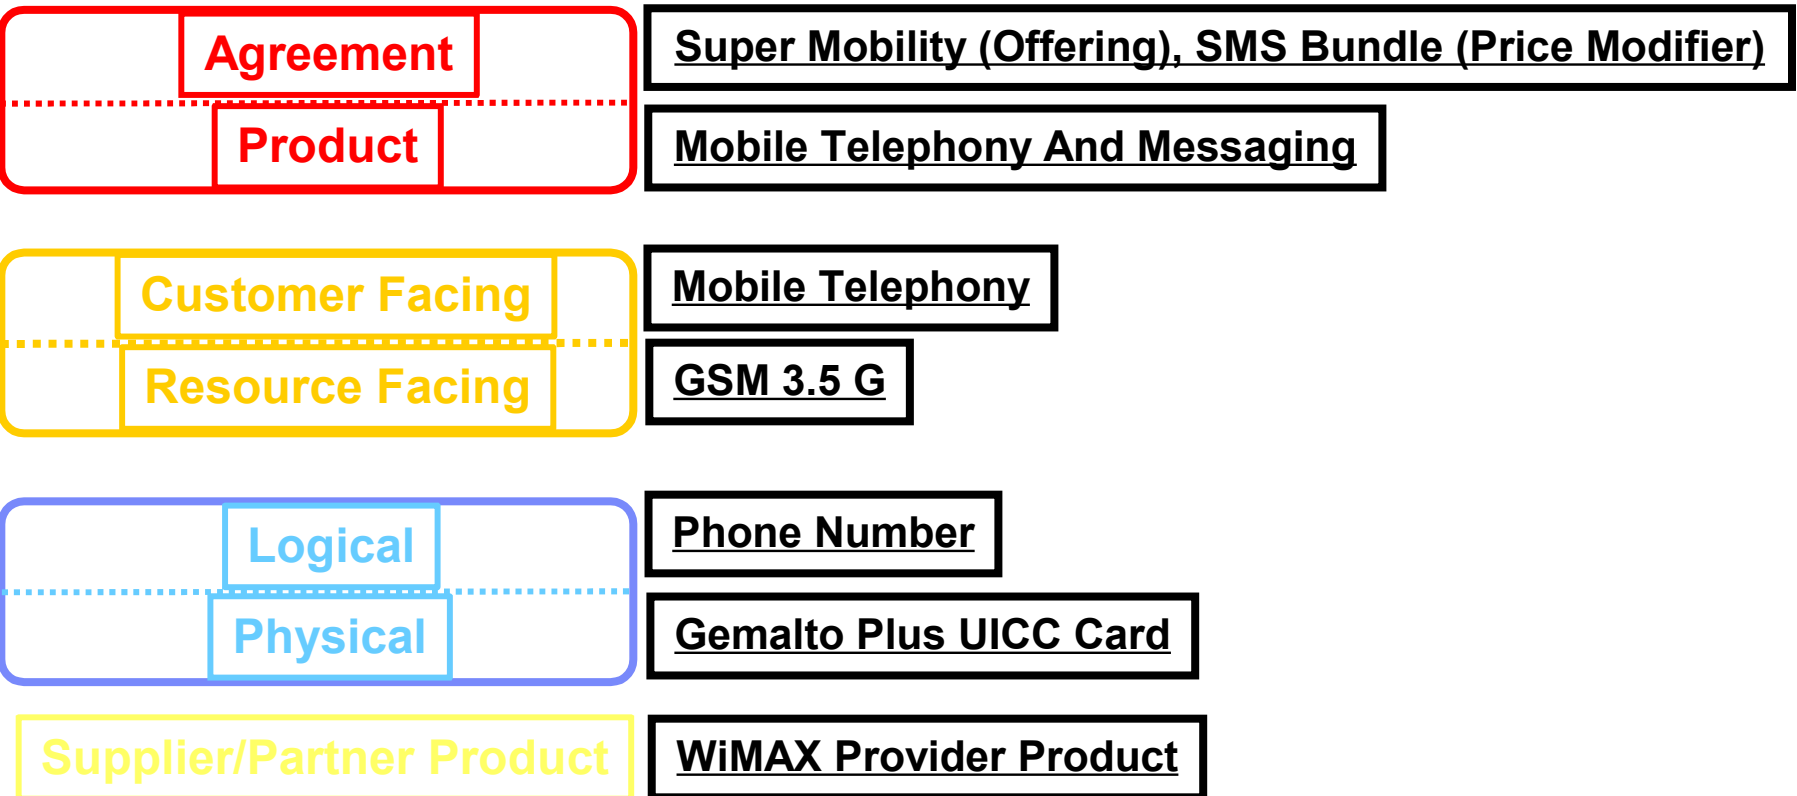 Agreement
Super Mobility (Offering), SMS Bundle (Price Modifier)
Product
Mobile Telephony And Messaging
Customer Facing
Mobile Telephony
Resource Facing
GSM 3.5 G
Logical
Phone Number
Physical
Gemalto Plus UICC Card
Supplier/Partner Product
WiMAX Provider Product